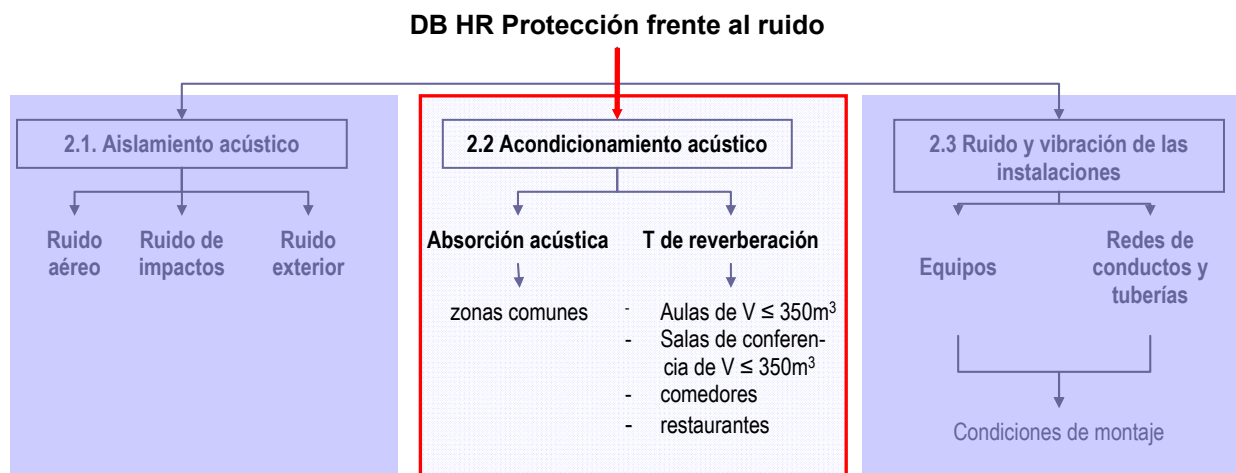 DB HR Protección frente al ruido
2.1. Aislamiento acústico
Ruido
aéreo
Ruido de
impactos
Ruido
exterior
2.2 Acondicionamiento acústico
Absorción acústica
zonas comunes
T de reverberación
- Aulas de V ≤ 350m³
- Salas de conferen-
cia de V ≤ 350m³
- comedores
- restaurantes
2.3 Ruido y vibración de las
instalaciones
Equipos
Redes de
conductos y
tuberías
Condiciones de montaje